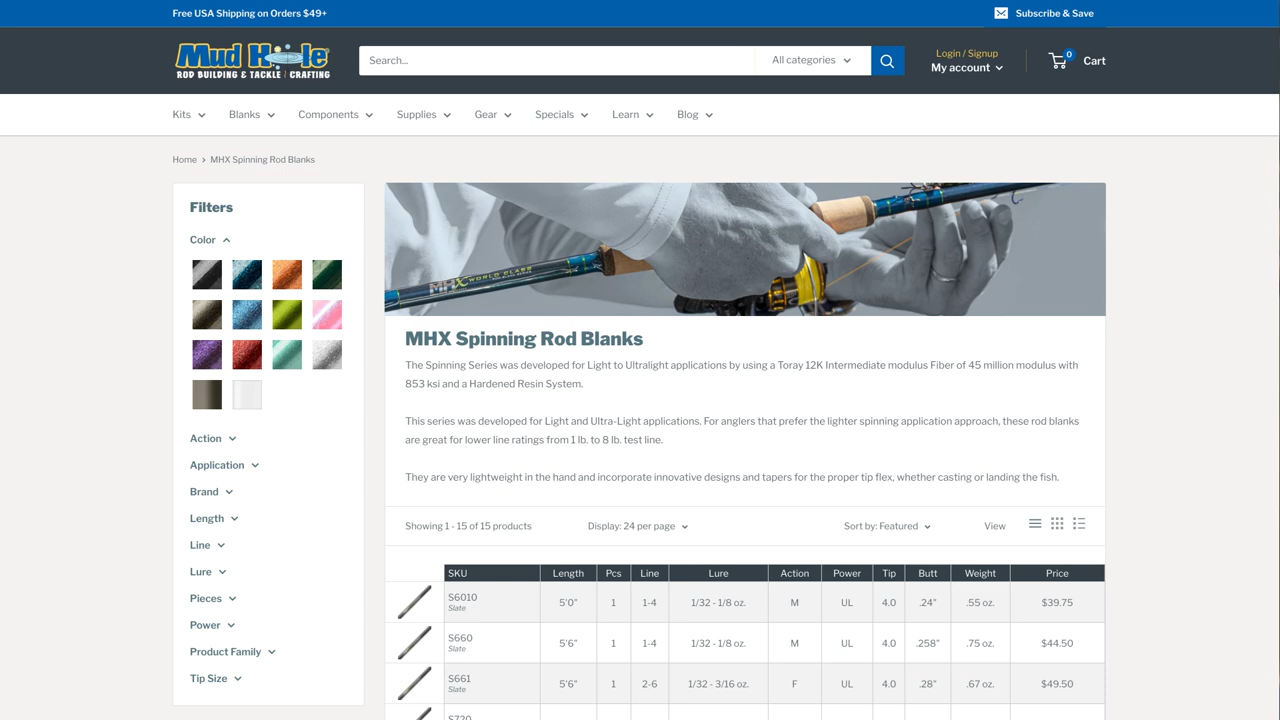 Free USA Shipping on Orders $49+
Subscribe & Save
Mud Hole
ROD BUILDING & TACKLE CRAFTING
Search...
All categories
Login / Signup
My account
0
Cart
Kits
Blanks
Components
Supplies
Gear
Specials
Learn
Blog
Home > MHX Spinning Rod Blanks
Filters
Color
Action
Application
Brand
Length
Line
Lure
Pieces
Power
Product Family
Tip Size
MHX WORLD CLASS
MHX Spinning Rod Blanks
The Spinning Series was developed for Light to Ultralight applications by using a Toray 12K Intermediate modulus Fiber of 45 million modulus with
853 ksi and a Hardened Resin System.
This series was developed for Light and Ultra-Light applications. For anglers that prefer the lighter spinning application approach, these rod blanks
are great for lower line ratings from 1 lb. to 8 lb. test line.
They are very lightweight in the hand and incorporate innovative designs and tapers for the proper tip flex, whether casting or landing the fish.
Showing 1 - 15 of 15 products
Display: 24 per page
Sort by: Featured
View
SKU Length Pcs Line Lure Action Power Tip Butt Weight Price
S6010 5'0" 1 1-4 1/32 - 1/8 oz. M UL 4.0 .24" .55 oz. $39.75
Slate
S660 5'6" 1 1-4 1/32 - 1/8 oz. M UL 4.0 .258" .75 oz. $44.50
Slate
S661 5'6" 1 2-6 1/32 - 3/16 oz. F UL 4.0 .28" .67 oz. $49.50
Slate
S720